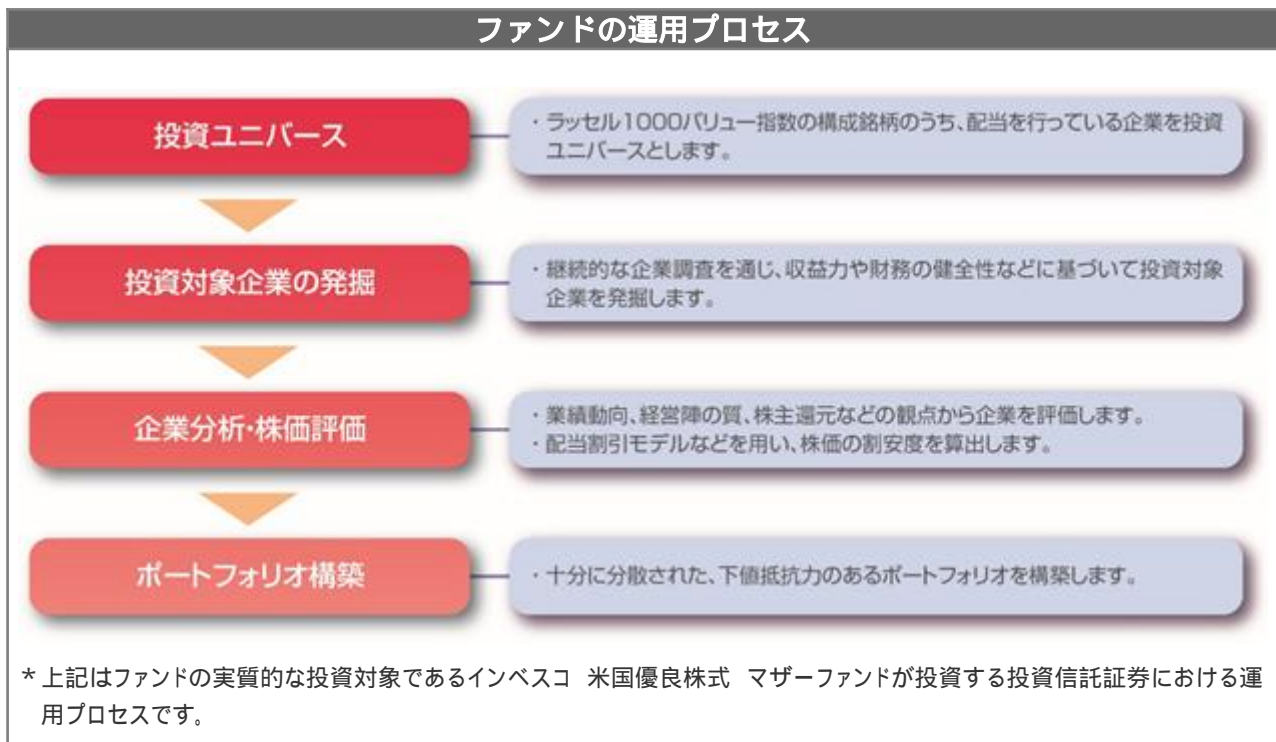 ファンドの運用プロセス
投資ユニバース
・ラッセル1000バリュー指数の構成銘柄のうち、配当を行っている企業を投資
ユニバースとします。
投資対象企業の発掘
・継続的な企業調査を通じ、収益力や財務の健全性などに基づいて投資対象
企業を発掘します。
企業分析・株価評価
・業績動向、経営陣の質、株主還元などの観点から企業を評価します。
・配当割引モデルなどを用い、株価の割安度を算出します。
ポートフォリオ構築
・十分に分散された、下値抵抗力のあるポートフォリオを構築します。
*上記はファンドの実質的な投資対象であるインベスコ 米国優良株式 マザーファンドが投資する投資信託証券における運
用プロセスです。